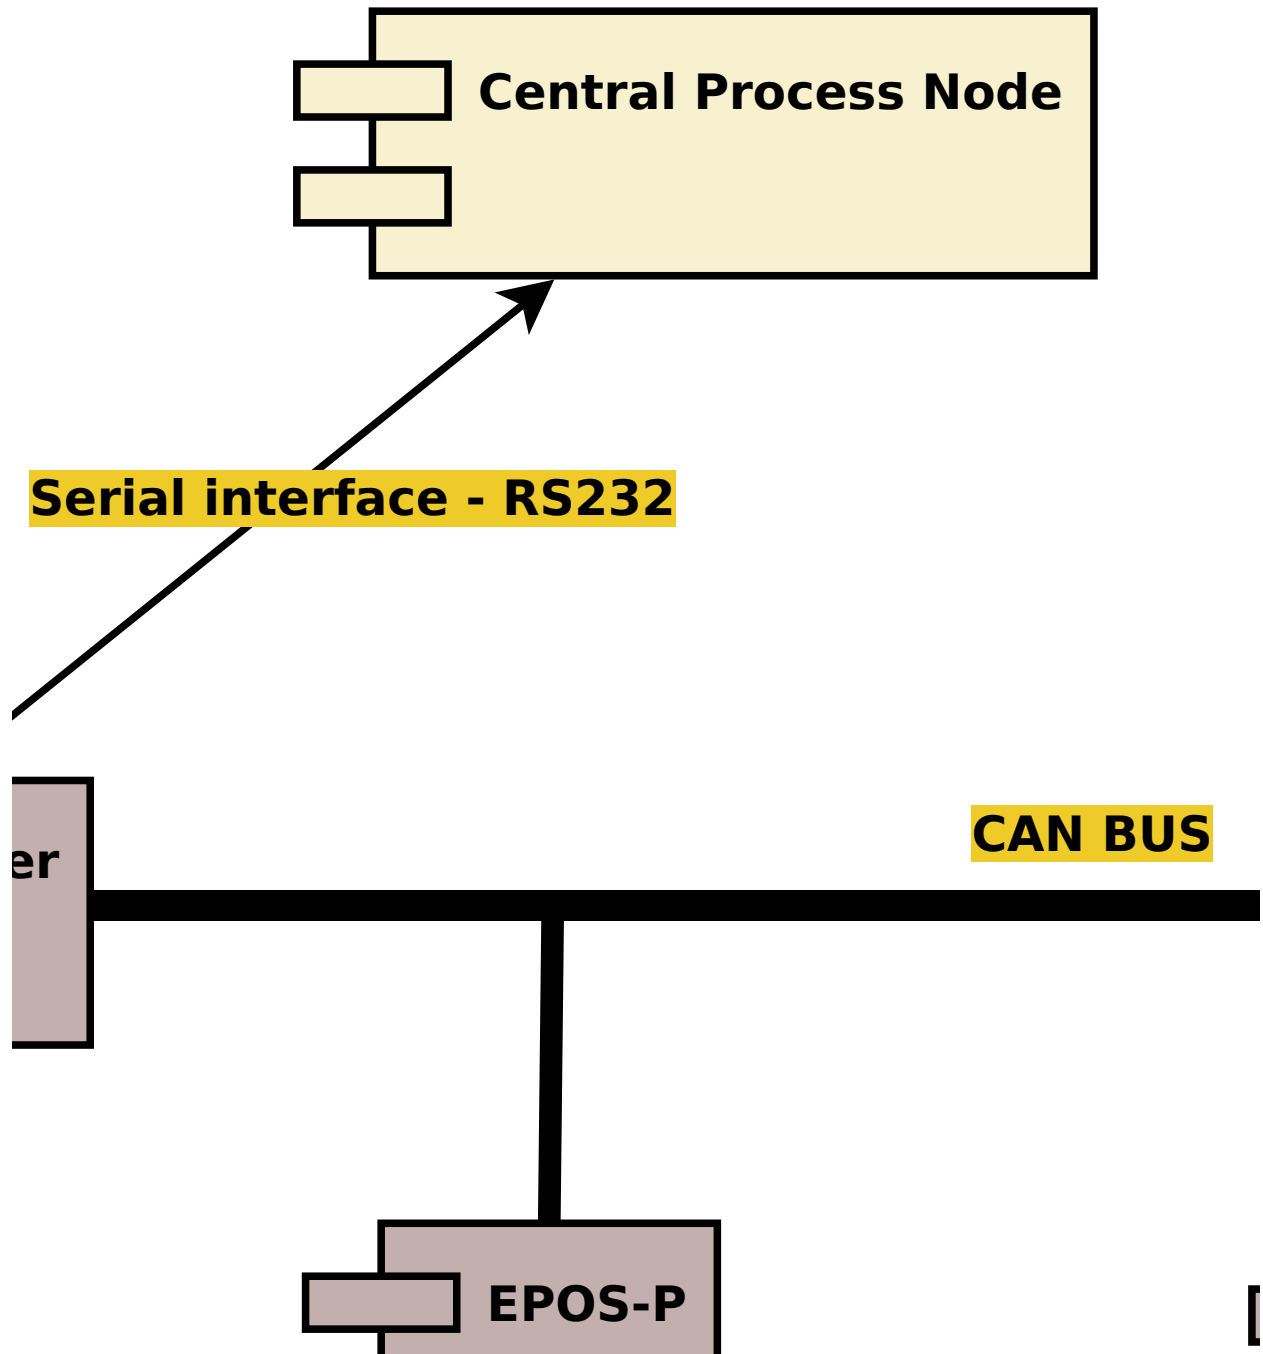 Central Process Node
Serial interface - RS232
CAN BUS
er
EPOS-P